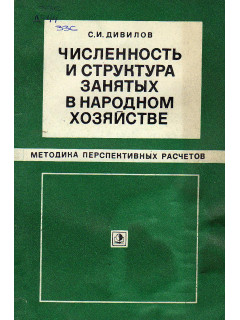 С.И.ДИВИЛОВ
ЧИСЛЕННОСТЬ
И СТРУКТУРА
ЗАНЯТЫХ
В НАРОДНОМ
ХОЗЯЙСТВЕ
МЕТОДИКА ПЕРСПЕКТИВНЫХ РАСЧЕТОВ